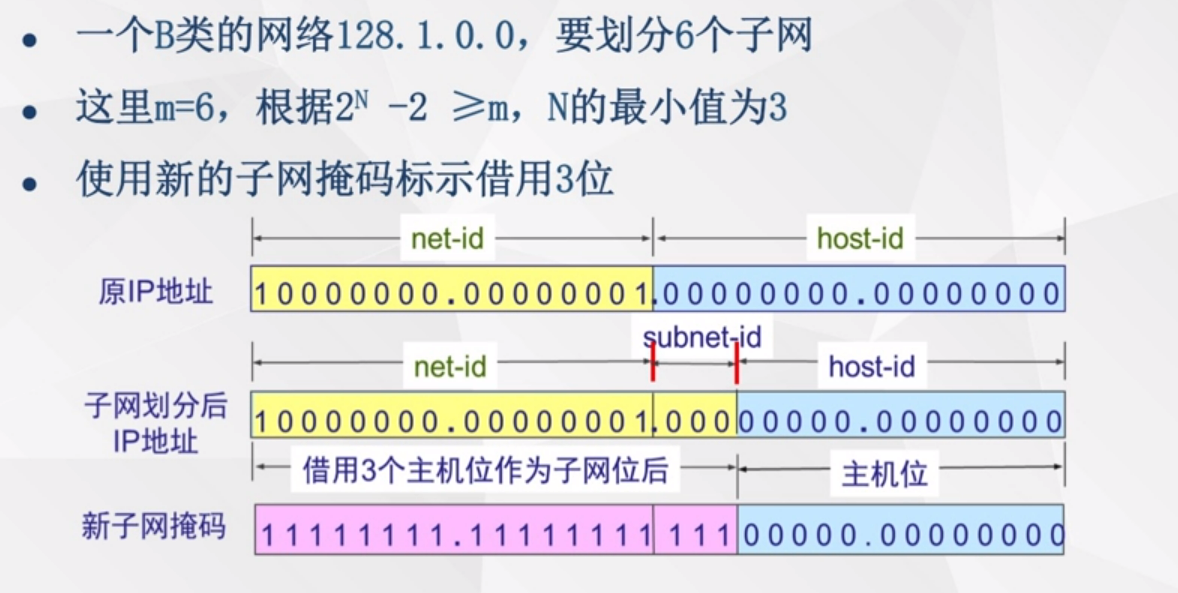 • 一个B类的网络128.1.0.0，要划分6个子网
• 这里m=6，根据2ᴺ -2 ≥m，N的最小值为3
• 使用新的子网掩码标示借用3位
net-id host-id
原IP地址 10000000.00000001.00000000.00000000
subnet-id
net-id host-id
子网划分后
IP地址
10000000.00000001.00000000.00000000
借用3个主机位作为子网位后 主机位
新子网掩码 11111111.11111111 11100000.00000000